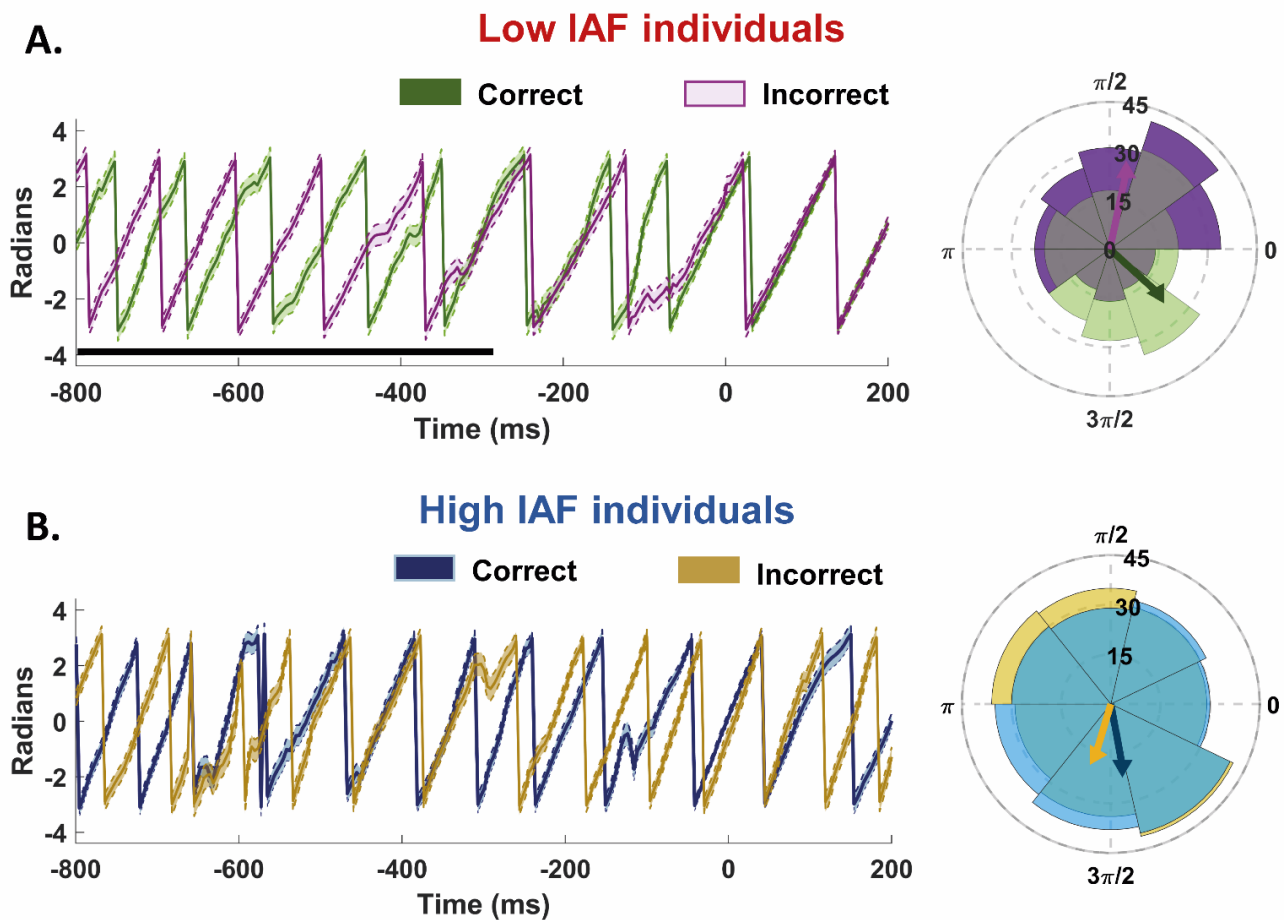 A.
Low IAF individuals
Correct
Incorrect
4
2
0
-2
-4
Radians
-800
-600
-400
-200
0
200
Time (ms)
π/2
45
30
15
0
π
0
3π/2
B.
High IAF individuals
Correct
Incorrect
4
2
0
-2
-4
Radians
-800
-600
-400
-200
0
200
Time (ms)
π/2
45
30
15
π
0
3π/2